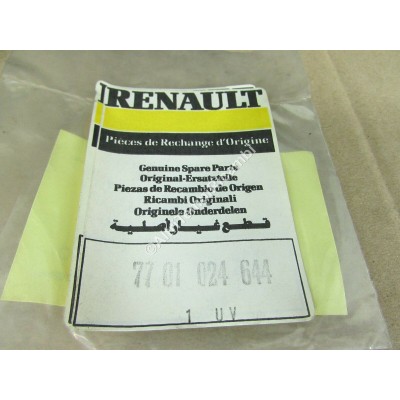 RENAULT
Pièces de Rechange d'Origine
Genuine Spare Parts
Original-Ersatzteile
Piezas de Recambio de Origen
Ricambi Originali
Originele Onderdelen
قطع غيار أصلية
77 01 024 644
1 UV